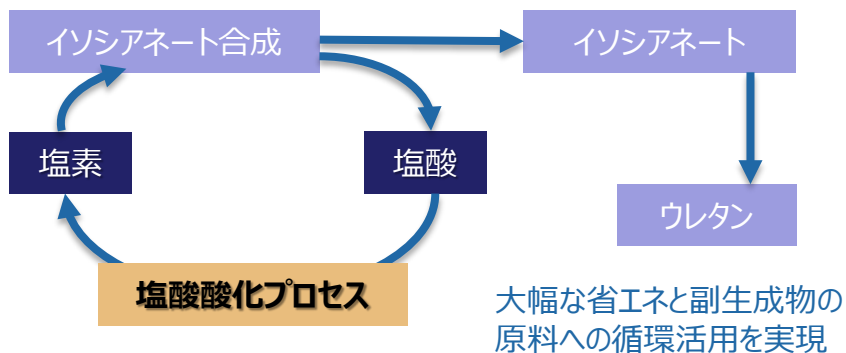 イソシアネート合成
イソシアネート
塩素
塩酸
ウレタン
塩酸酸化プロセス
大幅な省エネと副生成物の
原料への循環活用を実現